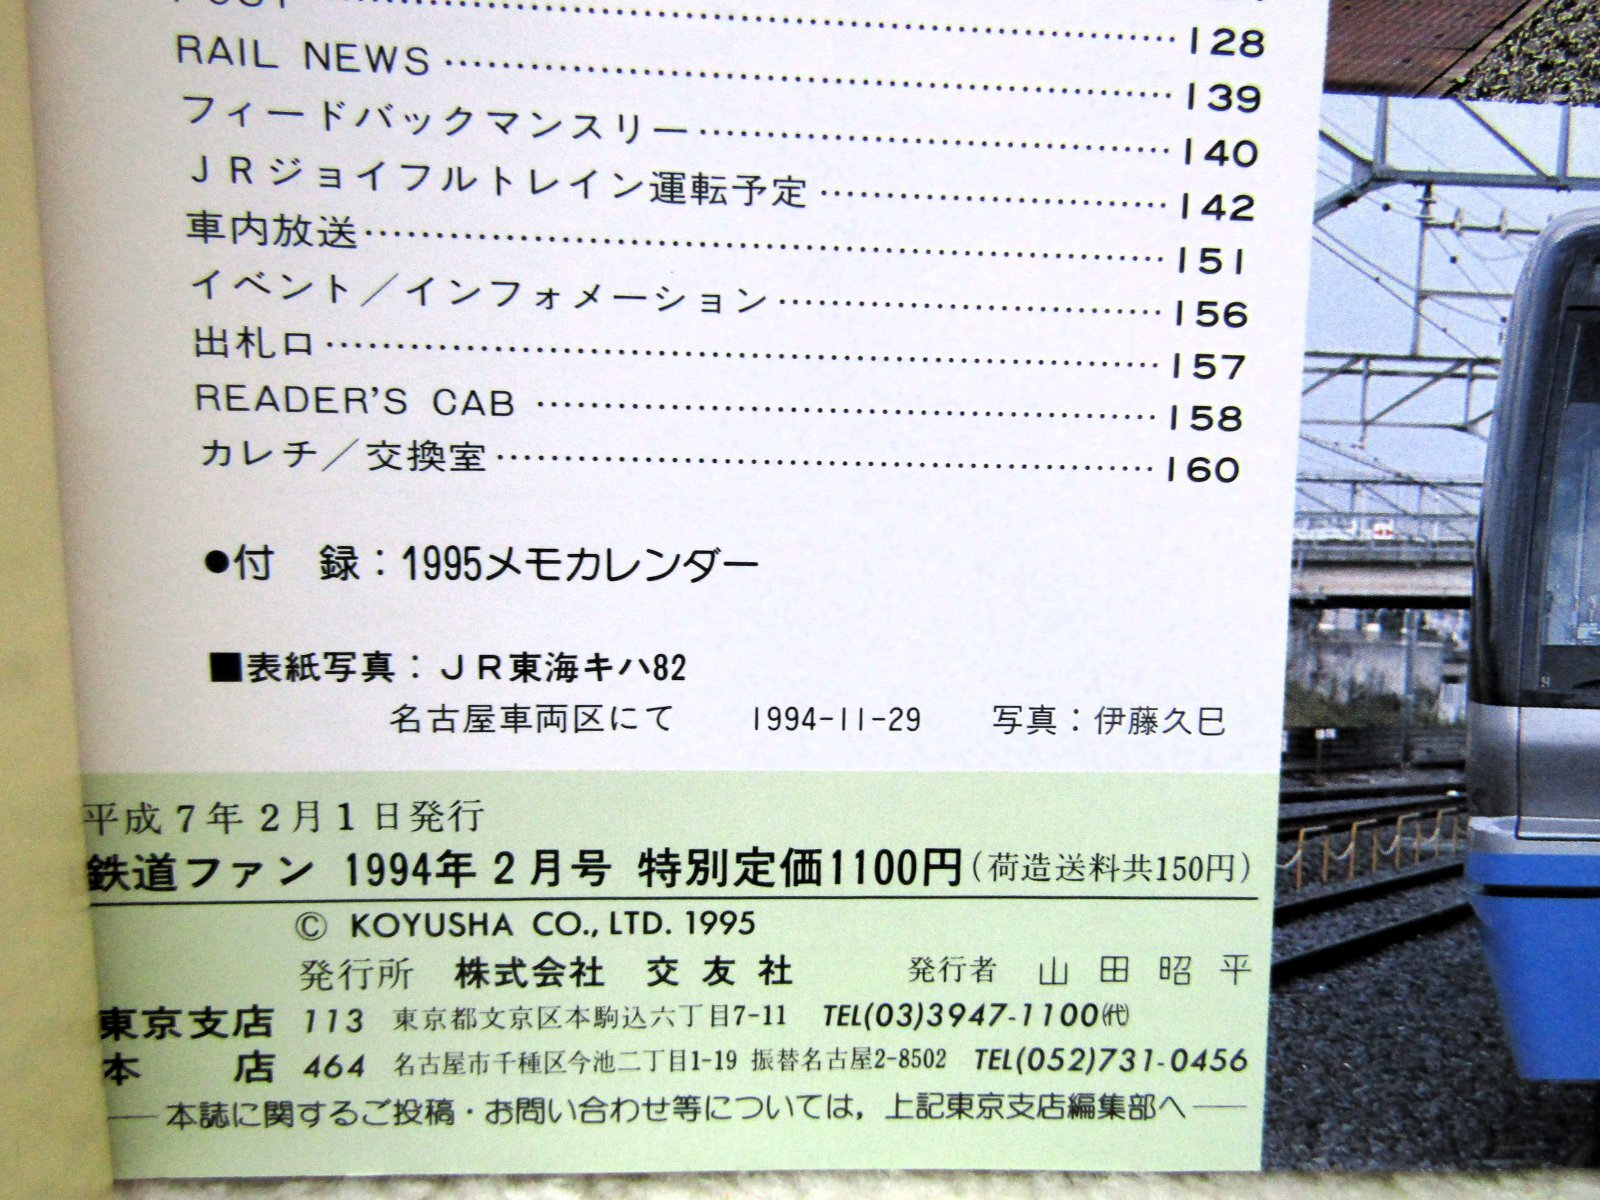 128
RAIL NEWS ……… 139
フィードバックマンスリー ……… 140
ＪＲジョイフルトレイン運転予定 ……… 142
車内放送 ……… 151
イベント／インフォメーション ……… 156
出札口 ……… 157
READER'S CAB ……… 158
カレチ／交換室 ……… 160
●付　録：1995メモカレンダー
■表紙写真：ＪＲ東海キハ82
名古屋車両区にて　1994-11-29　写真：伊藤久巳
平成７年２月１日発行
鉄道ファン 1994年２月号 特別定価1100円（荷造送料共150円）
© KOYUSHA CO., LTD. 1995
発行所　株式会社　交友社　発行者　山田昭平
東京支店 113 東京都文京区本駒込六丁目7-11 TEL(03)3947-1100㈹
本　店 464 名古屋市千種区今池二丁目1-19 振替名古屋2-8502 TEL(052)731-0456
──本誌に関するご投稿・お問い合わせ等については，上記東京支店編集部へ──